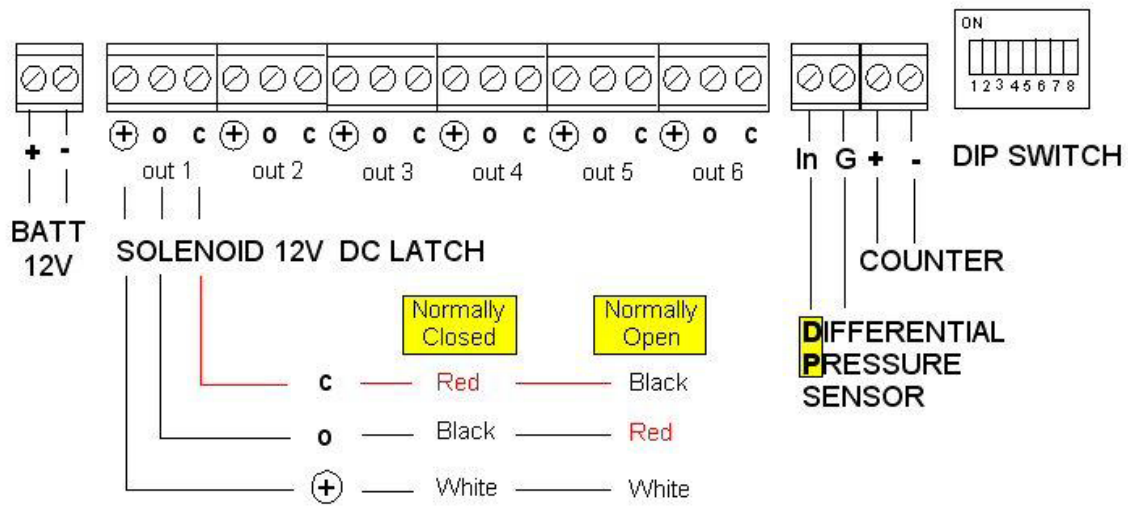 ON
1 2 3 4 5 6 7 8
+ -
+ o c + o c + o c + o c + o c + o c
out 1 out 2 out 3 out 4 out 5 out 6
In G + -
DIP SWITCH
BATT
12V
SOLENOID 12V DC LATCH
COUNTER
DIFFERENTIAL
PRESSURE
SENSOR
Normally
Closed
Normally
Open
c Red Black
o Black Red
+ White White